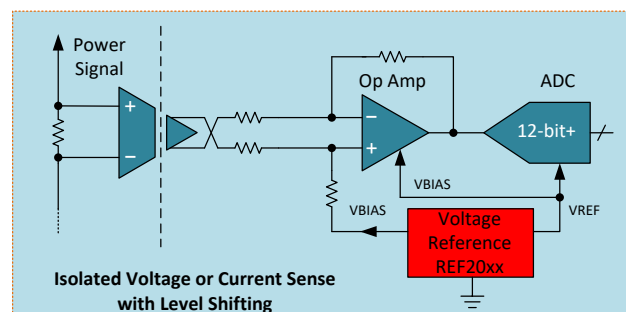 Power
Signal
Op Amp
ADC
+
−
−
+
12-bit+
VBIAS
VBIAS
VREF
Voltage
Reference
REF20xx
Isolated Voltage or Current Sense
with Level Shifting